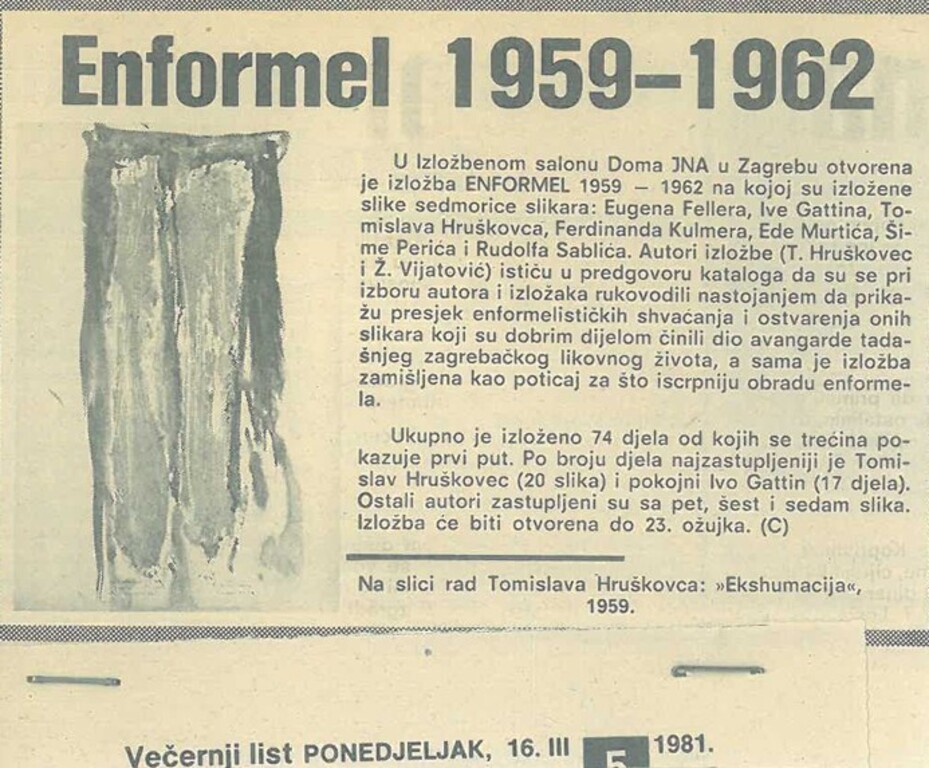 Enformel 1959–1962
U Izložbenom salonu Doma JNA u Zagrebu otvorena
je izložba ENFORMEL 1959 – 1962 na kojoj su izložene
slike sedmorice slikara: Eugena Fellera, Ive Gattina, To-
mislava Hruškovca, Ferdinanda Kulmera, Ede Murtića, Ši-
me Perića i Rudolfa Sablića. Autori izložbe (T. Hruškovec
i Ž. Vijatović) ističu u predgovoru kataloga da su se pri
izboru autora i izložaka rukovodili nastojanjem da prika-
žu presjek enformelističkih shvaćanja i ostvarenja onih
slikara koji su dobrim dijelom činili dio avangarde tada-
šnjeg zagrebačkog likovnog života, a sama je izložba
zamišljena kao poticaj za što iscrpniju obradu enforme-
la.
Ukupno je izloženo 74 djela od kojih se trećina po-
kazuje prvi put. Po broju djela najzastupljeniji je Tomi-
slav Hruškovec (20 slika) i pokojni Ivo Gattin (17 djela).
Ostali autori zastupljeni su sa pet, šest i sedam slika.
Izložba će biti otvorena do 23. ožujka. (C)
Na slici rad Tomislava Hruškovca: »Ekshumacija«,
1959.
Večernji list PONEDJELJAK, 16. III 5 1981.